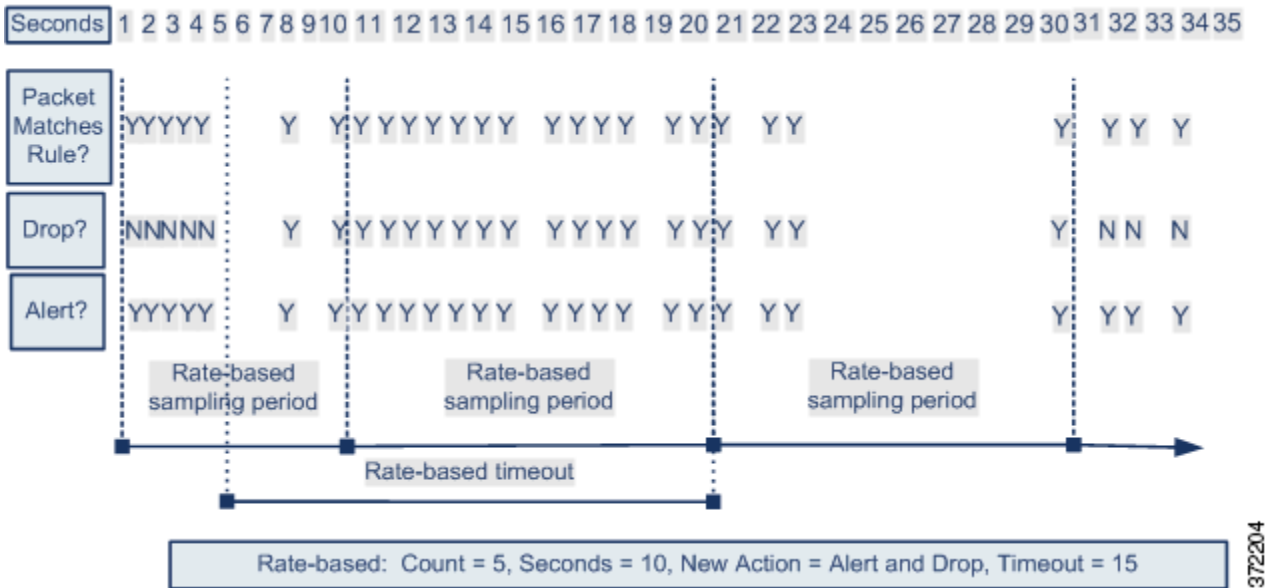 Seconds 1 2 3 4 5 6 7 8 9 10 11 12 13 14 15 16 17 18 19 20 21 22 23 24 25 26 27 28 29 30 31 32 33 34 35
Packet
Matches
Rule?
YYYYY Y Y Y Y Y Y Y Y Y Y Y Y Y Y Y Y Y Y Y Y Y Y
Drop?
NNNNN Y Y Y Y Y Y Y Y Y Y Y Y Y Y Y Y Y Y Y N N N
Alert?
YYYYY Y Y Y Y Y Y Y Y Y Y Y Y Y Y Y Y Y Y Y Y Y Y
Rate-based
sampling period
Rate-based
sampling period
Rate-based
sampling period
Rate-based timeout
Rate-based: Count = 5, Seconds = 10, New Action = Alert and Drop, Timeout = 15
372204